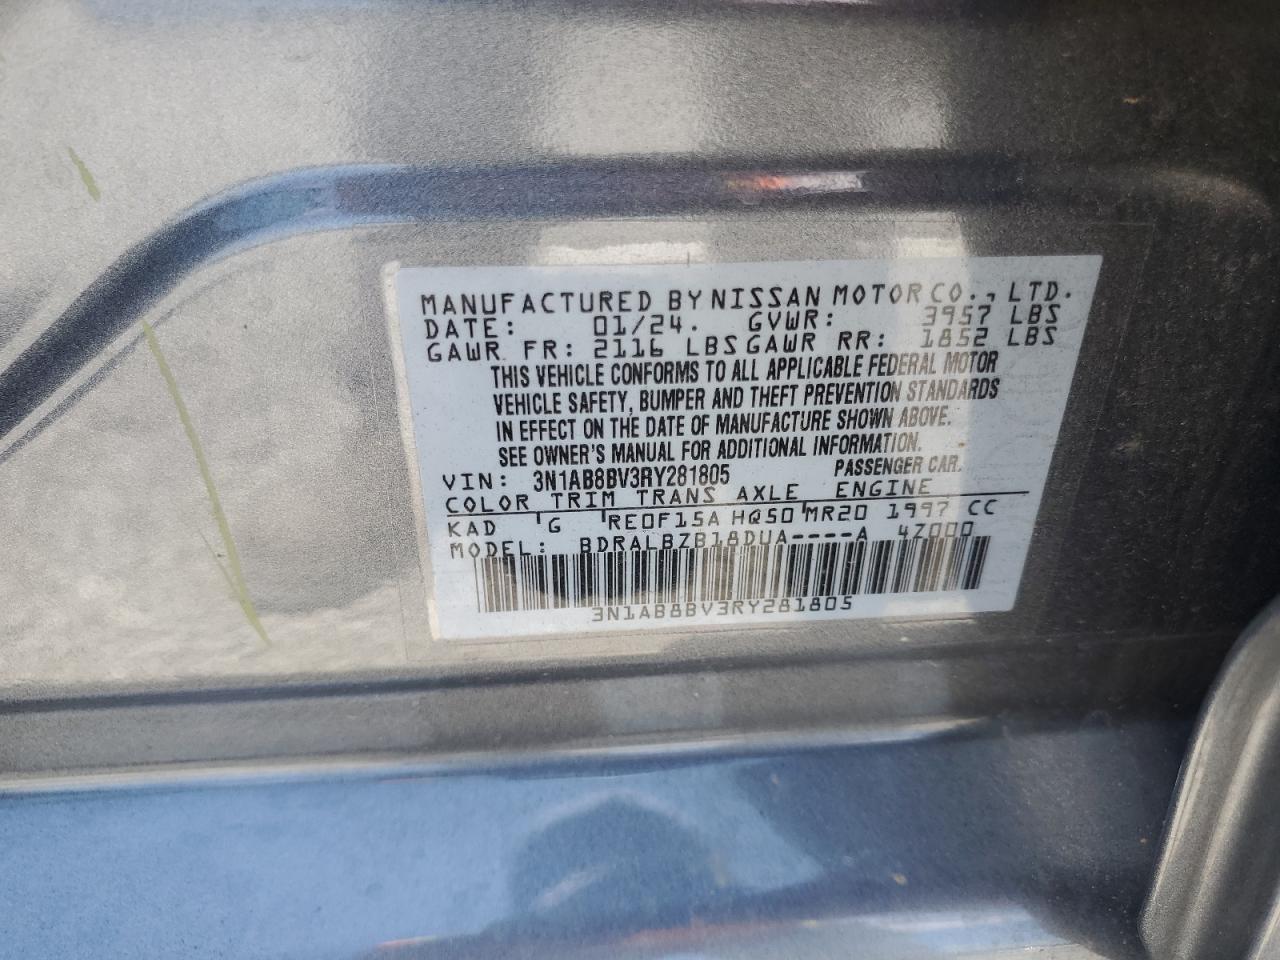 MANUFACTURED BY NISSAN MOTOR CO., LTD.
DATE: 01/24. GVWR: 3957 LBS
GAWR FR: 2116 LBS GAWR RR: 1852 LBS
THIS VEHICLE CONFORMS TO ALL APPLICABLE FEDERAL MOTOR
VEHICLE SAFETY, BUMPER AND THEFT PREVENTION STANDARDS
IN EFFECT ON THE DATE OF MANUFACTURE SHOWN ABOVE.
SEE OWNER'S MANUAL FOR ADDITIONAL INFORMATION.
VIN: 3N1AB8BV3RY281805 PASSENGER CAR.
COLOR TRIM TRANS AXLE ENGINE
KAD G RE0F15A HQ50 MR20 1997 CC
MODEL: BDRALBZB18DUA----A 4Z000
3N1AB8BV3RY281805